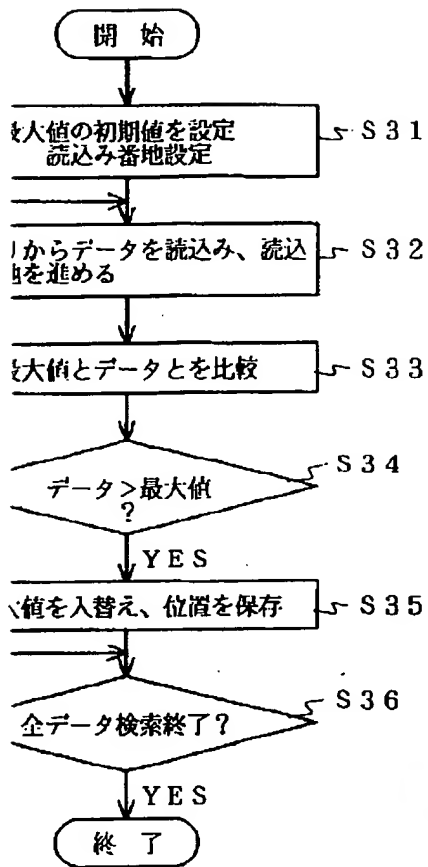 開 始
大値の初期値を設定
読込み番地設定
S31
からデータを読込み、読込
を進める
S32
大値とデータとを比較
S33
データ>最大値
?
S34
YES
値を入替え、位置を保存
S35
全データ検索終了?
S36
YES
終 了